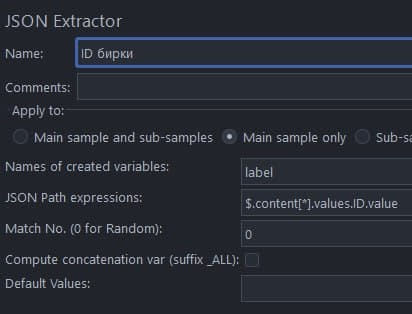 JSON Extractor
Name: ID бирки
Comments:
Apply to:
Main sample and sub-samples Main sample only Sub-sa
Names of created variables: label
JSON Path expressions: $.content[*].values.ID.value
Match No. (0 for Random): 0
Compute concatenation var (suffix _ALL):
Default Values: